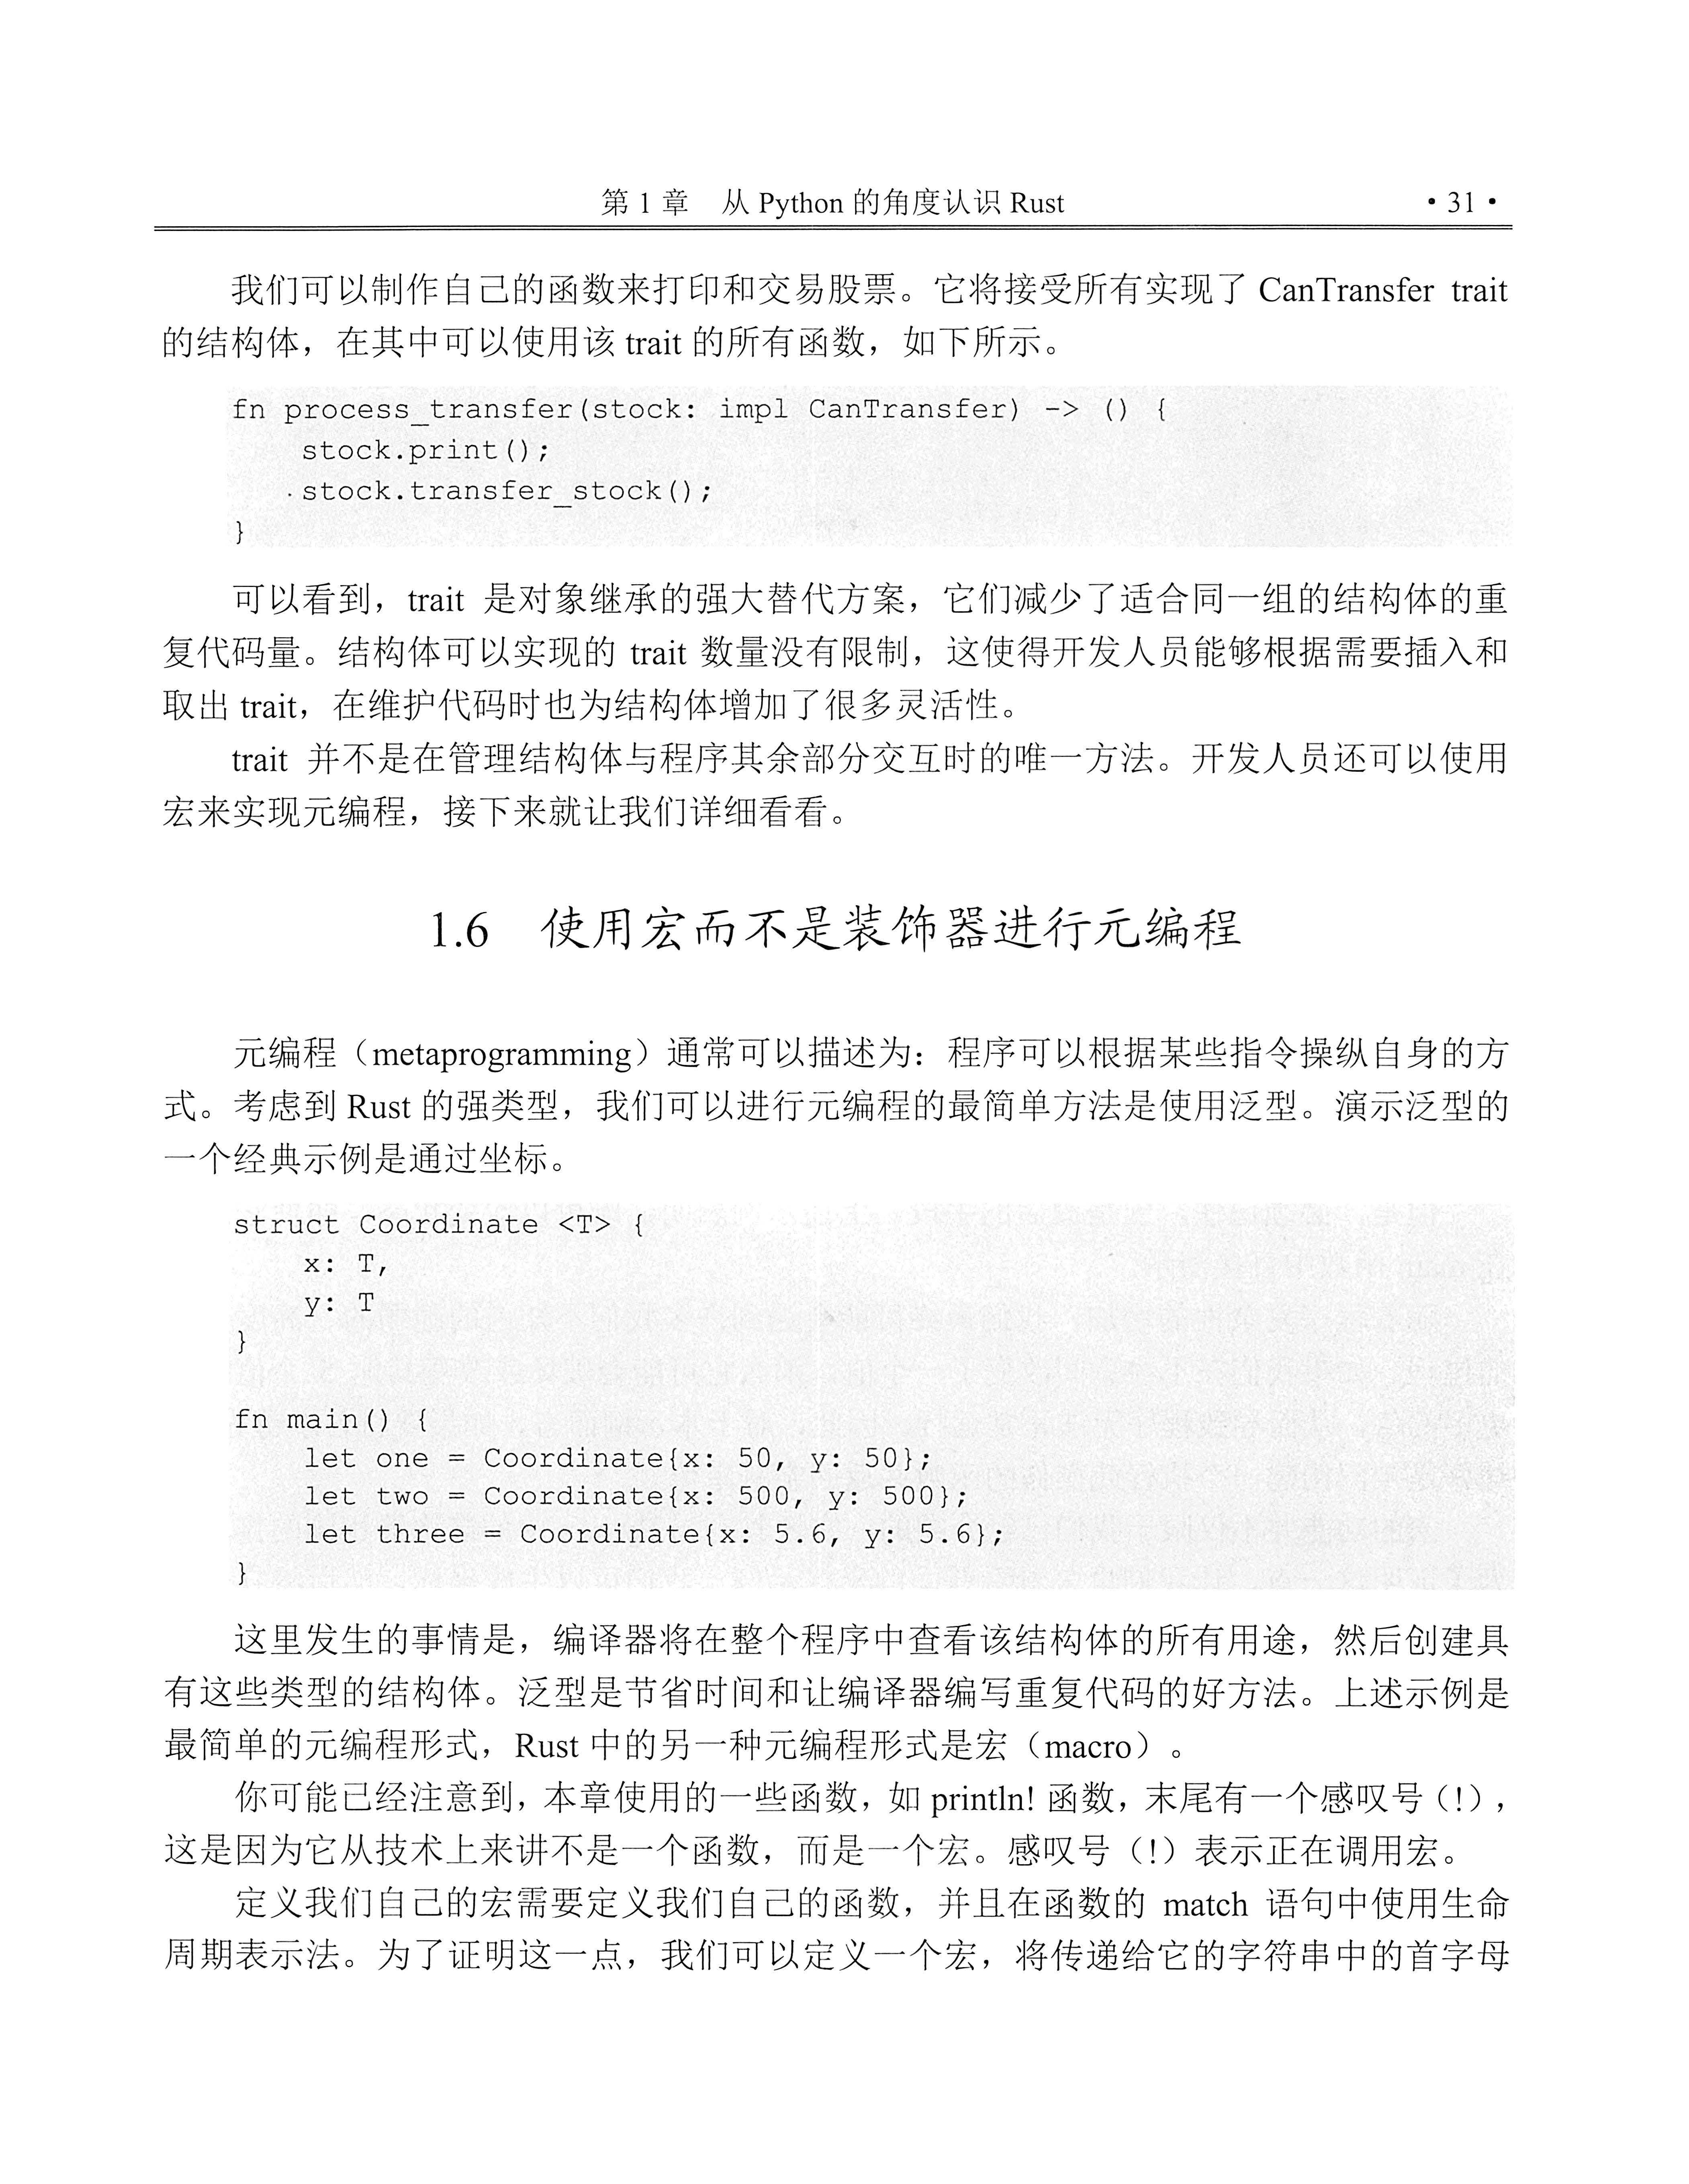 第 1 章　从 Python 的角度认识 Rust　• 31 •
我们可以制作自己的函数来打印和交易股票。它将接受所有实现了 CanTransfer trait
的结构体，在其中可以使用该 trait 的所有函数，如下所示。
fn process_transfer(stock: impl CanTransfer) -> () {
    stock.print();
    stock.transfer_stock();
}
可以看到，trait 是对象继承的强大替代方案，它们减少了适合同一组的结构体的重
复代码量。结构体可以实现的 trait 数量没有限制，这使得开发人员能够根据需要插入和
取出 trait，在维护代码时也为结构体增加了很多灵活性。
trait 并不是在管理结构体与程序其余部分交互时的唯一方法。开发人员还可以使用
宏来实现元编程，接下来就让我们详细看看。
1.6　使用宏而不是装饰器进行元编程
元编程（metaprogramming）通常可以描述为：程序可以根据某些指令操纵自身的方
式。考虑到 Rust 的强类型，我们可以进行元编程的最简单方法是使用泛型。演示泛型的
一个经典示例是通过坐标。
struct Coordinate <T> {
    x: T,
    y: T
}
fn main() {
    let one = Coordinate{x: 50, y: 50};
    let two = Coordinate{x: 500, y: 500};
    let three = Coordinate{x: 5.6, y: 5.6};
}
这里发生的事情是，编译器将在整个程序中查看该结构体的所有用途，然后创建具
有这些类型的结构体。泛型是节省时间和让编译器编写重复代码的好方法。上述示例是
最简单的元编程形式，Rust 中的另一种元编程形式是宏（macro）。
你可能已经注意到，本章使用的一些函数，如 println! 函数，末尾有一个感叹号（!），
这是因为它从技术上来讲不是一个函数，而是一个宏。感叹号（!）表示正在调用宏。
定义我们自己的宏需要定义我们自己的函数，并且在函数的 match 语句中使用生命
周期表示法。为了证明这一点，我们可以定义一个宏，将传递给它的字符串中的首字母